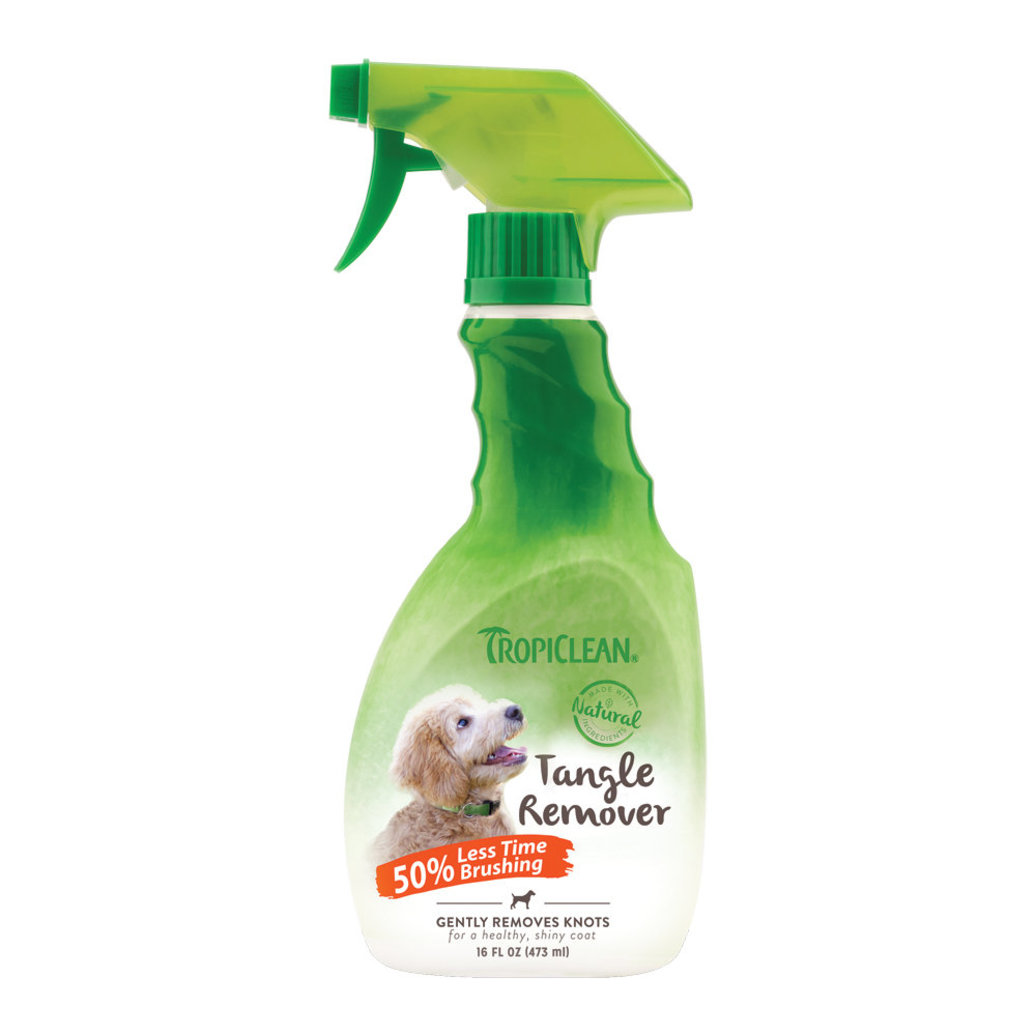 TROPICLEAN®
MADE WITH
Natural
INGREDIENTS
Tangle
Remover
50% Less Time
Brushing
GENTLY REMOVES KNOTS
for a healthy, shiny coat
16 FL OZ (473 ml)